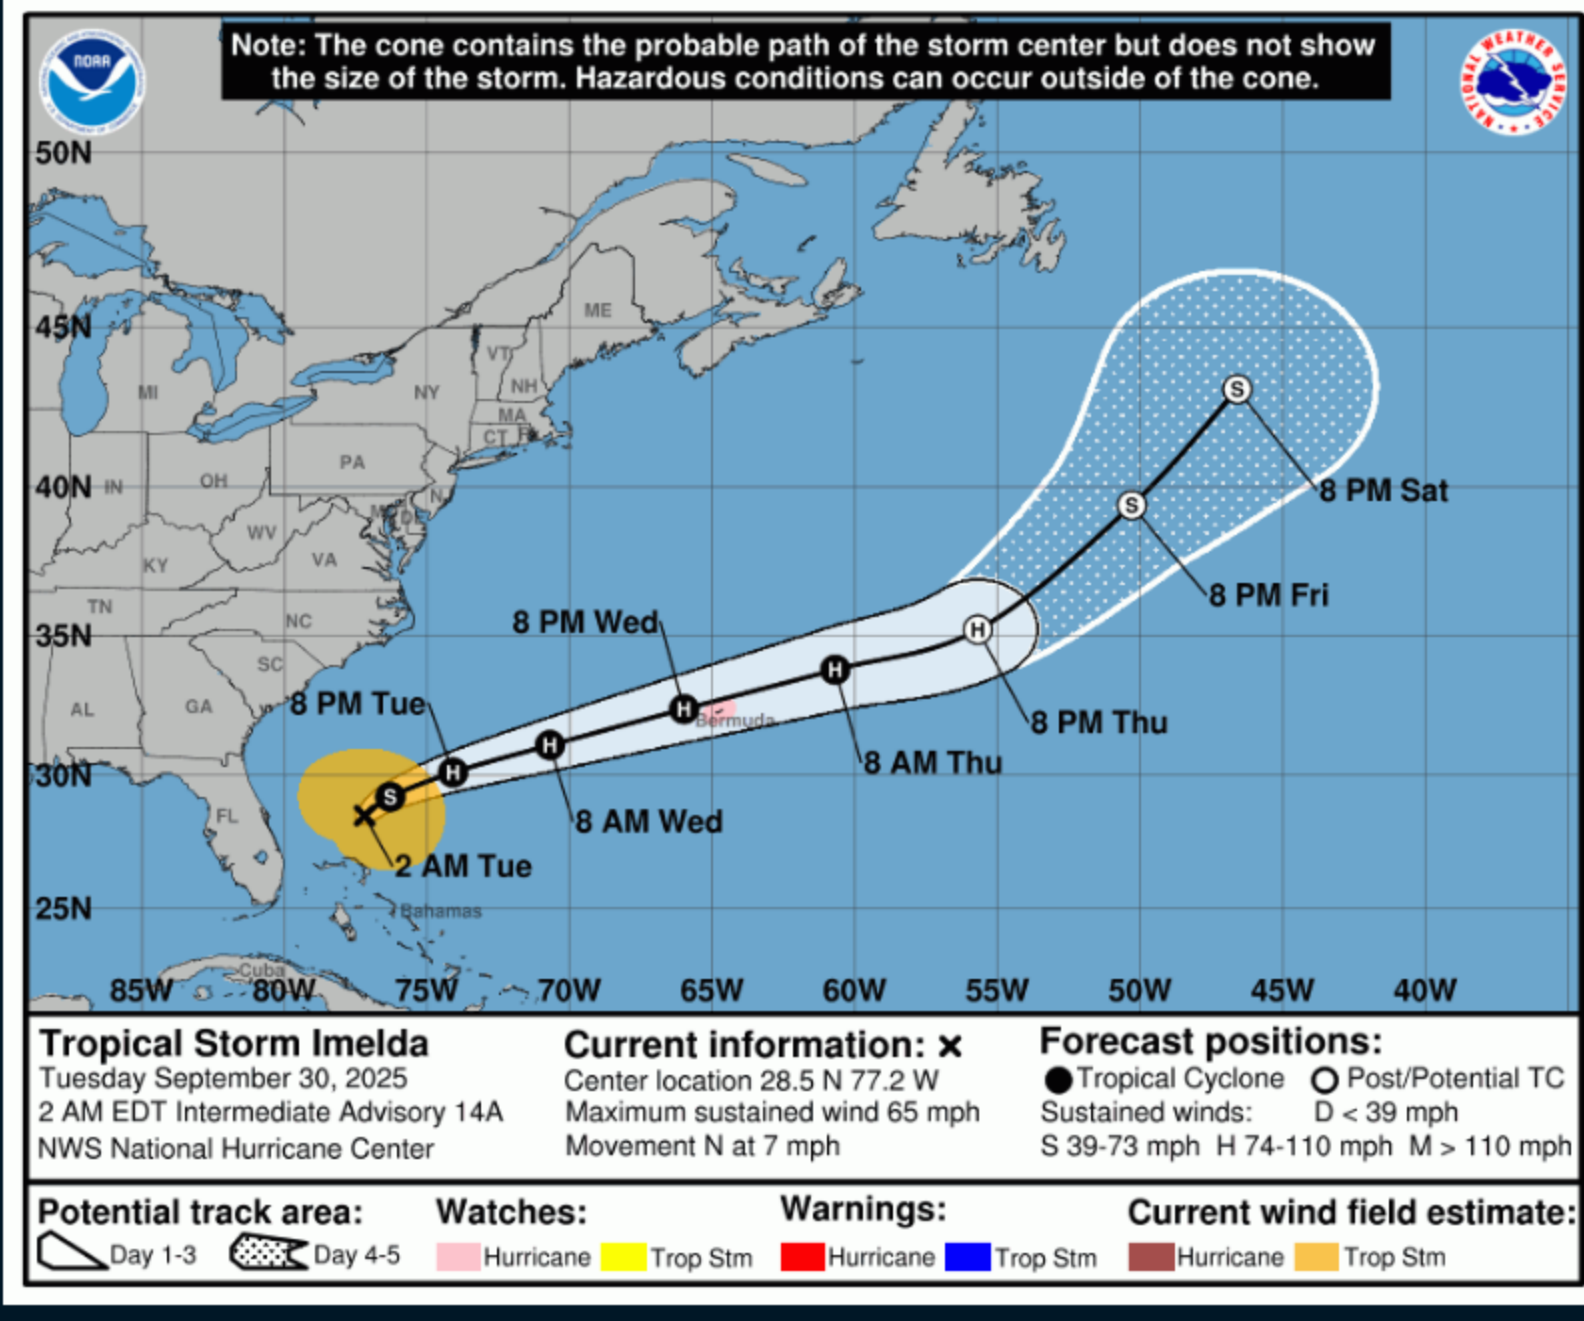 Note: The cone contains the probable path of the storm center but does not show
the size of the storm. Hazardous conditions can occur outside of the cone.
NOAA
NATIONAL WEATHER SERVICE
50N
45N
40N
35N
30N
25N
85W
80W
75W
70W
65W
60W
55W
50W
45W
40W
ME
VT
NH
MA
CT
NY
MI
PA
OH
IN
WV
VA
KY
TN
NC
SC
GA
AL
FL
Bermuda
Bahamas
Cuba
8 PM Sat
8 PM Fri
8 PM Thu
8 AM Thu
8 PM Wed
8 AM Wed
8 PM Tue
2 AM Tue
S
S
H
H
H
H
H
S
Tropical Storm Imelda
Tuesday September 30, 2025
2 AM EDT Intermediate Advisory 14A
NWS National Hurricane Center
Current information: ×
Center location 28.5 N 77.2 W
Maximum sustained wind 65 mph
Movement N at 7 mph
Forecast positions:
Tropical Cyclone Post/Potential TC
Sustained winds: D < 39 mph
S 39-73 mph H 74-110 mph M > 110 mph
Potential track area:
Day 1-3 Day 4-5
Watches:
Hurricane Trop Stm
Warnings:
Hurricane Trop Stm
Current wind field estimate:
Hurricane Trop Stm